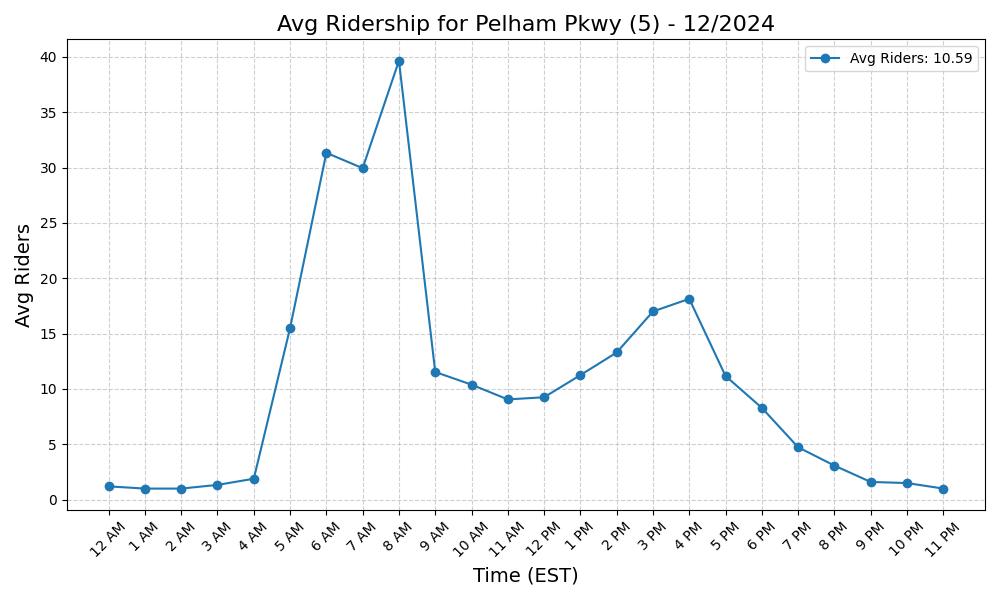 Avg Ridership for Pelham Pkwy (5) - 12/2024
Avg Riders: 10.59
Avg Riders
40
35
30
25
20
15
10
5
0
12 AM
1 AM
2 AM
3 AM
4 AM
5 AM
6 AM
7 AM
8 AM
9 AM
10 AM
11 AM
12 PM
1 PM
2 PM
3 PM
4 PM
5 PM
6 PM
7 PM
8 PM
9 PM
10 PM
11 PM
Time (EST)